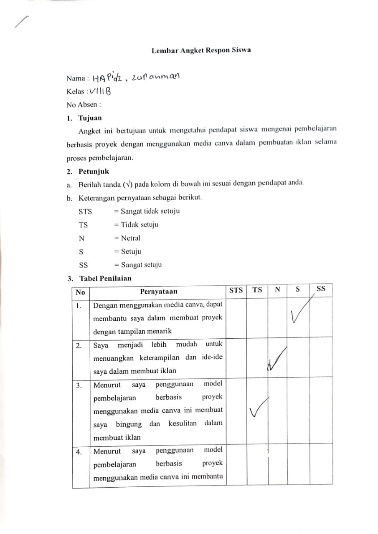 Lembar Angket Respon Siswa
Nama : HAPidz , zunanman
Kelas : VIIIB
No Absen :
1. Tujuan
Angket ini bertujuan untuk mengetahui pendapat siswa mengenai pembelajaran
berbasis proyek dengan menggunakan media canva dalam pembuatan iklan selama
proses pembelajaran.
2. Petunjuk
a. Berilah tanda (√) pada kolom di bawah ini sesuai dengan pendapat anda.
b. Keterangan pernyataan sebagai berikut.
STS = Sangat tidak setuju
TS = Tidak setuju
N = Netral
S = Setuju
SS = Sangat setuju
3. Tabel Penilaian
No Pernyataan STS TS N S SS
1. Dengan menggunakan media canva, dapat
membantu saya dalam membuat proyek
dengan tampilan menarik
2. Saya menjadi lebih mudah untuk
menuangkan keterampilan dan ide-ide
saya dalam membuat iklan
3. Menurut saya penggunaan model
pembelajaran berbasis proyek
menggunakan media canva ini membuat
saya bingung dan kesulitan dalam
membuat iklan
4. Menurut saya penggunaan model
pembelajaran berbasis proyek
menggunakan media canva ini membantu